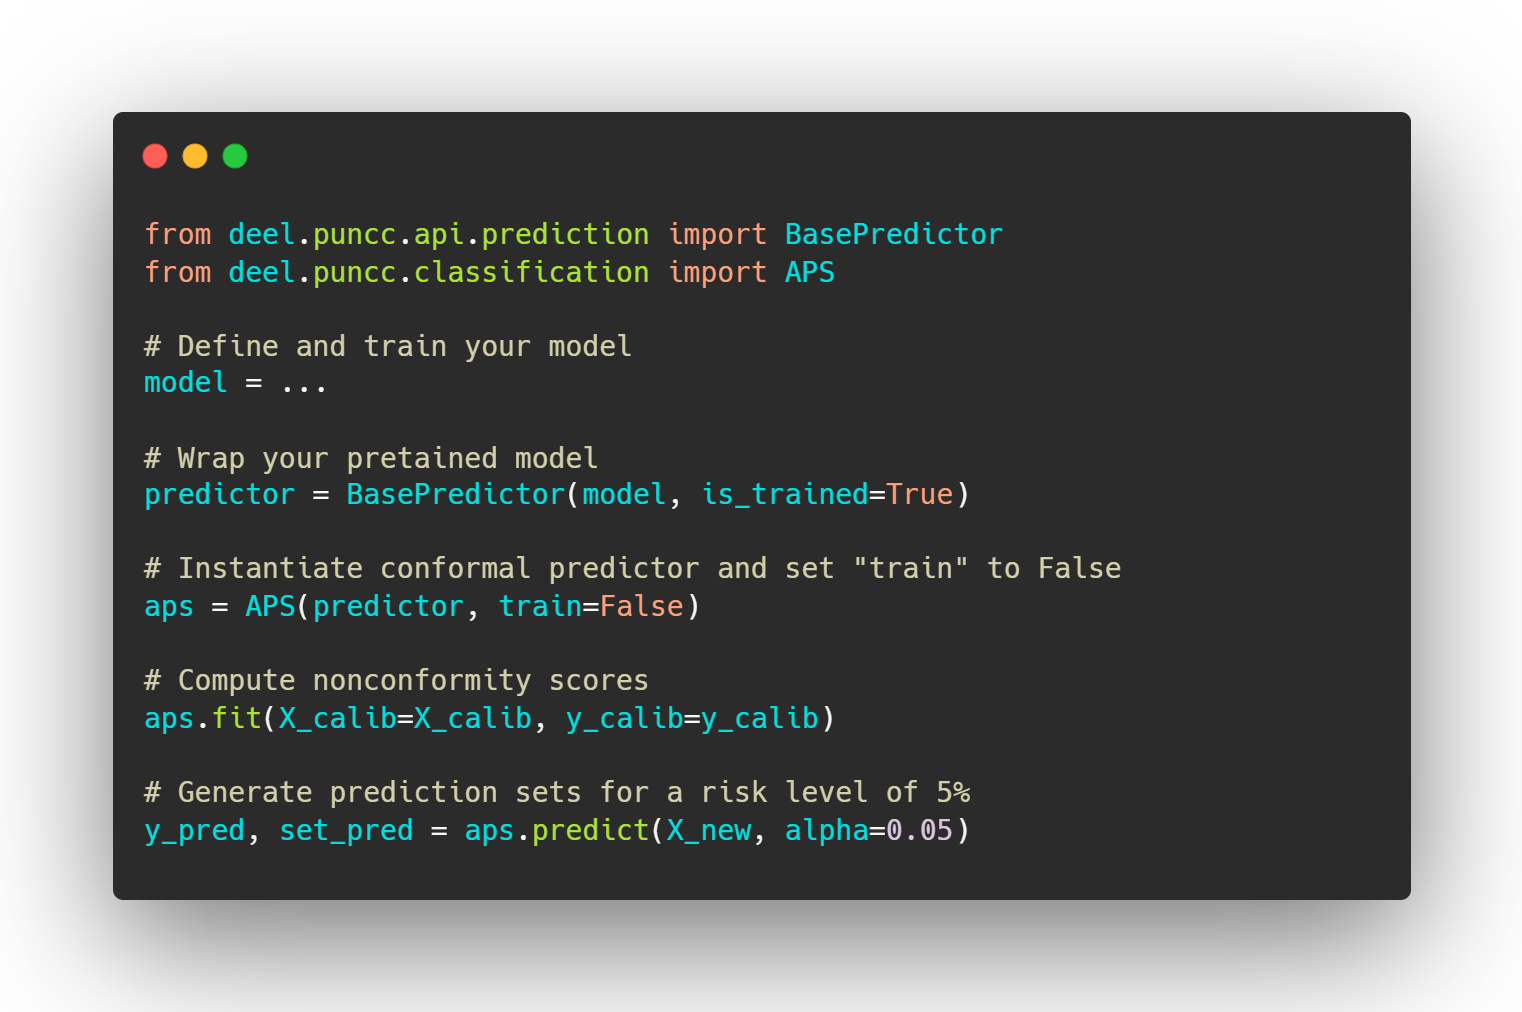 from deel.puncc.api.prediction import BasePredictor
from deel.puncc.classification import APS
# Define and train your model
model = ...
# Wrap your pretained model
predictor = BasePredictor(model, is_trained=True)
# Instantiate conformal predictor and set "train" to False
aps = APS(predictor, train=False)
# Compute nonconformity scores
aps.fit(X_calib=X_calib, y_calib=y_calib)
# Generate prediction sets for a risk level of 5%
y_pred, set_pred = aps.predict(X_new, alpha=0.05)